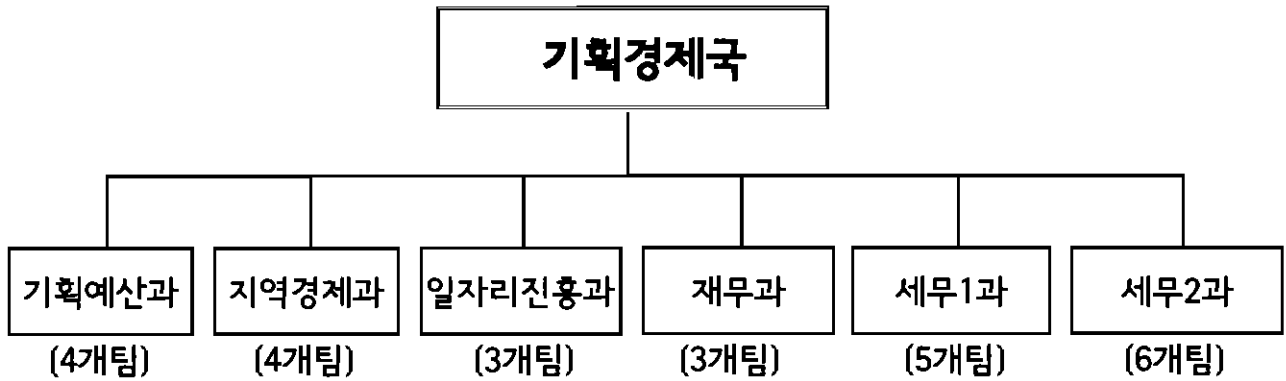 기획경제국
기획예산과 지역경제과 일자리진흥과 재무과 세무1과 세무2과
(4개팀) (4개팀) (3개팀) (3개팀) (5개팀) (6개팀)